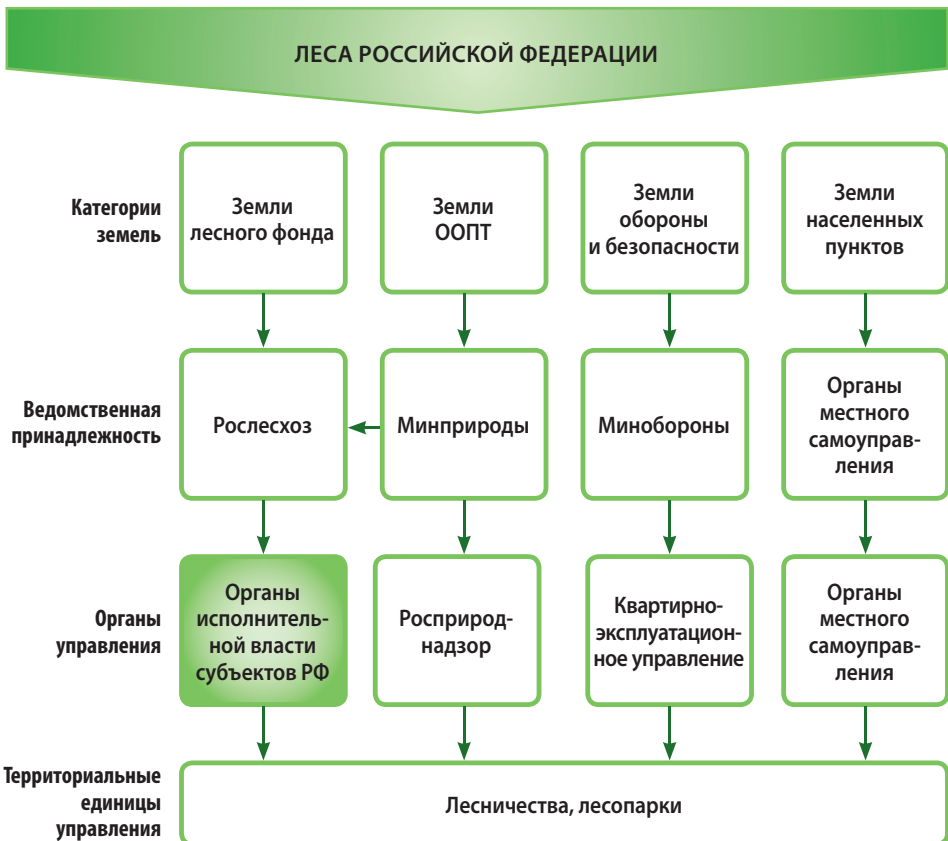 ЛЕСА РОССИЙСКОЙ ФЕДЕРАЦИИ
Категории
земель
Земли
лесного фонда
Земли
ООПТ
Земли
обороны
и безопасности
Земли
населенных
пунктов
Ведомственная
принадлежность
Рослесхоз
Минприроды
Минобороны
Органы
местного
самоуправ-
ления
Органы
управления
Органы
исполнитель-
ной власти
субъектов РФ
Росприрод-
надзор
Квартирно-
эксплуатацион-
ное управление
Органы
местного
самоуправ-
ления
Территориальные
единицы
управления
Лесничества, лесопарки